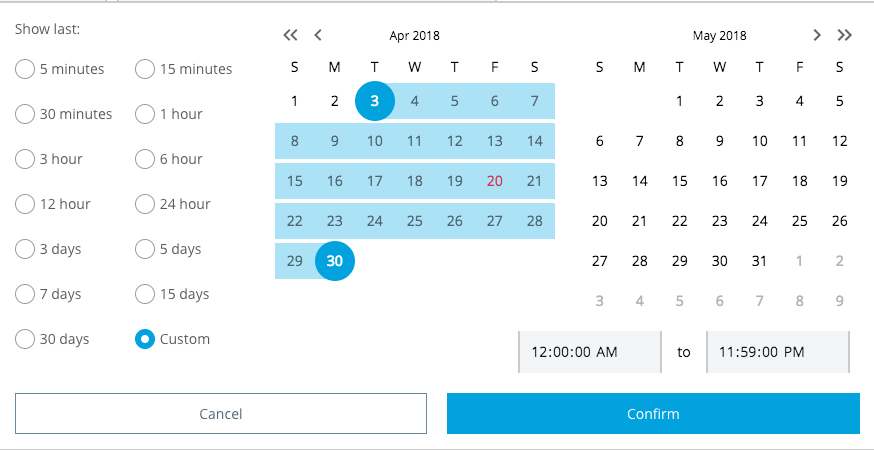 Show last:
5 minutes 15 minutes
30 minutes 1 hour
3 hour 6 hour
12 hour 24 hour
3 days 5 days
7 days 15 days
30 days Custom
Apr 2018
S M T W T F S
1 2 3 4 5 6 7
8 9 10 11 12 13 14
15 16 17 18 19 20 21
22 23 24 25 26 27 28
29 30
May 2018
S M T W T F S
1 2 3 4 5
6 7 8 9 10 11 12
13 14 15 16 17 18 19
20 21 22 23 24 25 26
27 28 29 30 31 1 2
3 4 5 6 7 8 9
12:00:00 AM to 11:59:00 PM
Cancel Confirm